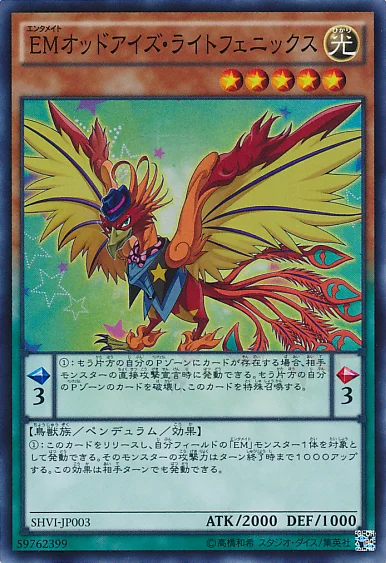 エンタメイト
EMオッドアイズ・ライトフェニックス
ひかり
光
①：もう片方の自分のPゾーンにカードが存在する場合、相手
モンスターの直接攻撃宣言時に発動できる。もう片方の自分
のPゾーンのカードを破壊し、このカードを特殊召喚する。
3
3
【鳥獣族／ペンデュラム／効果】
①：このカードをリリースし、自分フィールドの「EM」モンスター1体を対象と
して発動できる。そのモンスターの攻撃力はターン終了時まで1000アップ
する。この効果は相手ターンでも発動できる。
SHVI-JP003
ATK/2000 DEF/1000
59762399
©高橋和希 スタジオ・ダイス/集英社